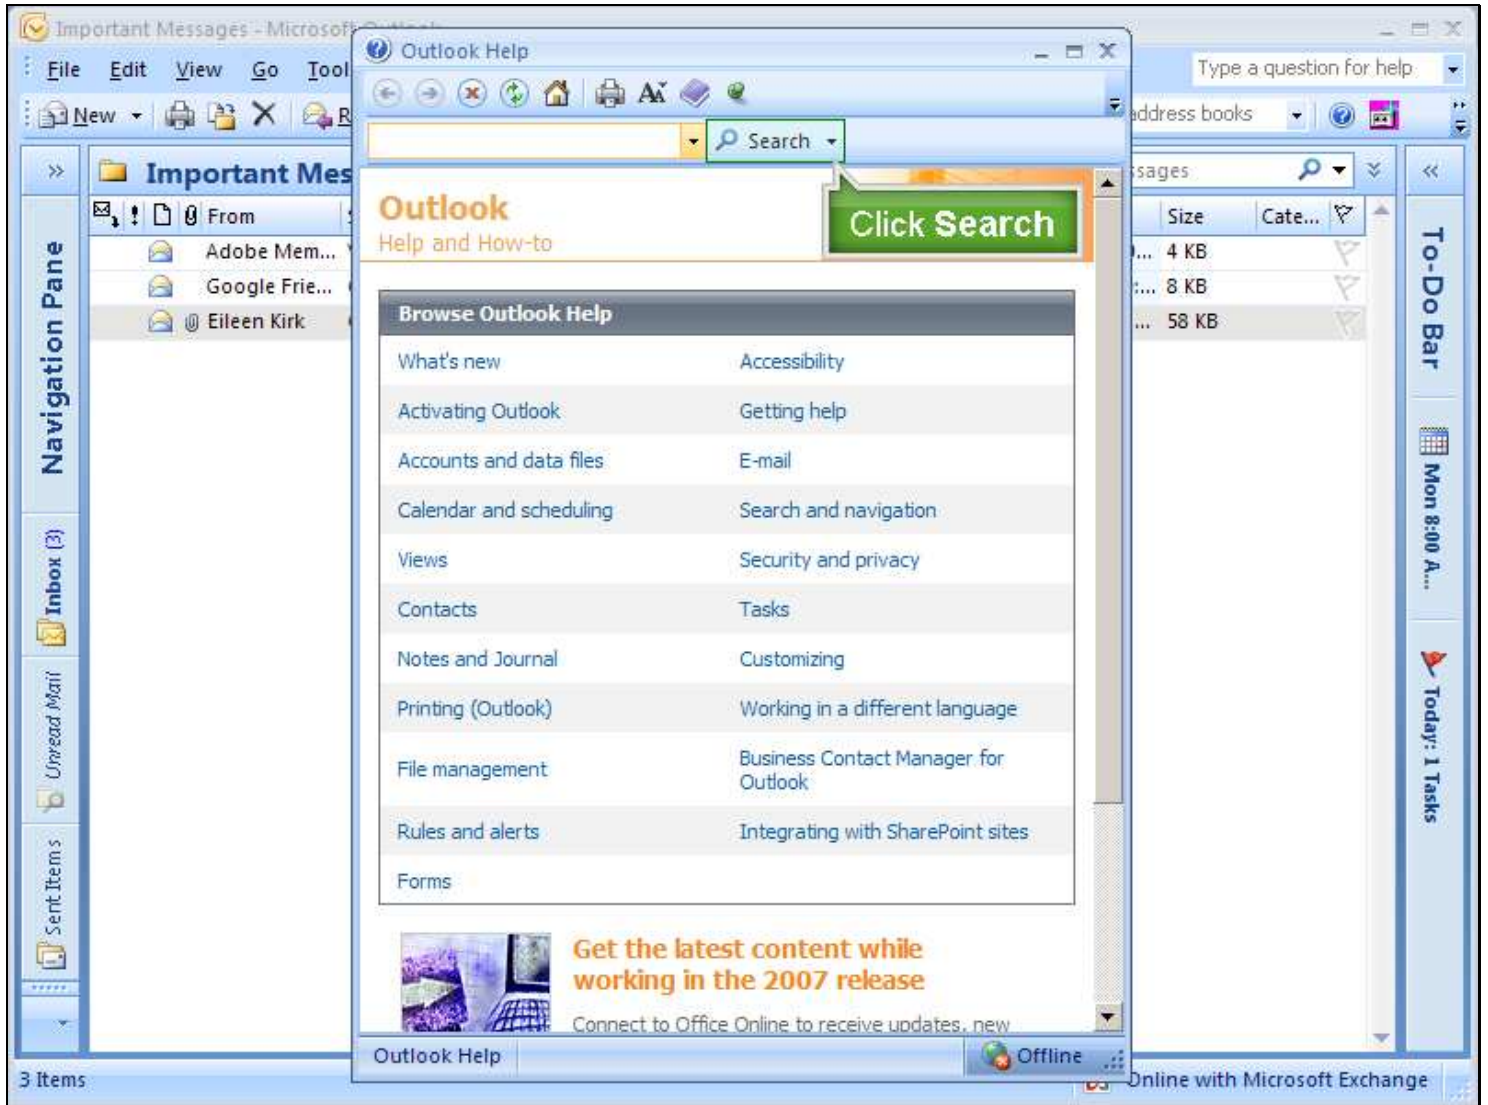 Important Messages - Microsoft Outlook
Outlook Help
File Edit View Go Tool
Type a question for help
New
R
address books
Search
Important Mes
ssages
Outlook
Help and How-to
Click Search
From
Size Cate...
Adobe Mem...
... 4 KB
Google Frie...
:... 8 KB
Eileen Kirk
... 58 KB
Browse Outlook Help
What's new Accessibility
Activating Outlook Getting help
Accounts and data files E-mail
Calendar and scheduling Search and navigation
Views Security and privacy
Contacts Tasks
Notes and Journal Customizing
Printing (Outlook) Working in a different language
File management Business Contact Manager for
Outlook
Rules and alerts Integrating with SharePoint sites
Forms
Get the latest content while
working in the 2007 release
Connect to Office Online to receive updates, new
Outlook Help
Offline
Navigation Pane
Inbox (3)
Unread Mail
Sent Items
To-Do Bar
Mon 8:00 A...
Today: 1 Tasks
3 Items
Online with Microsoft Exchange